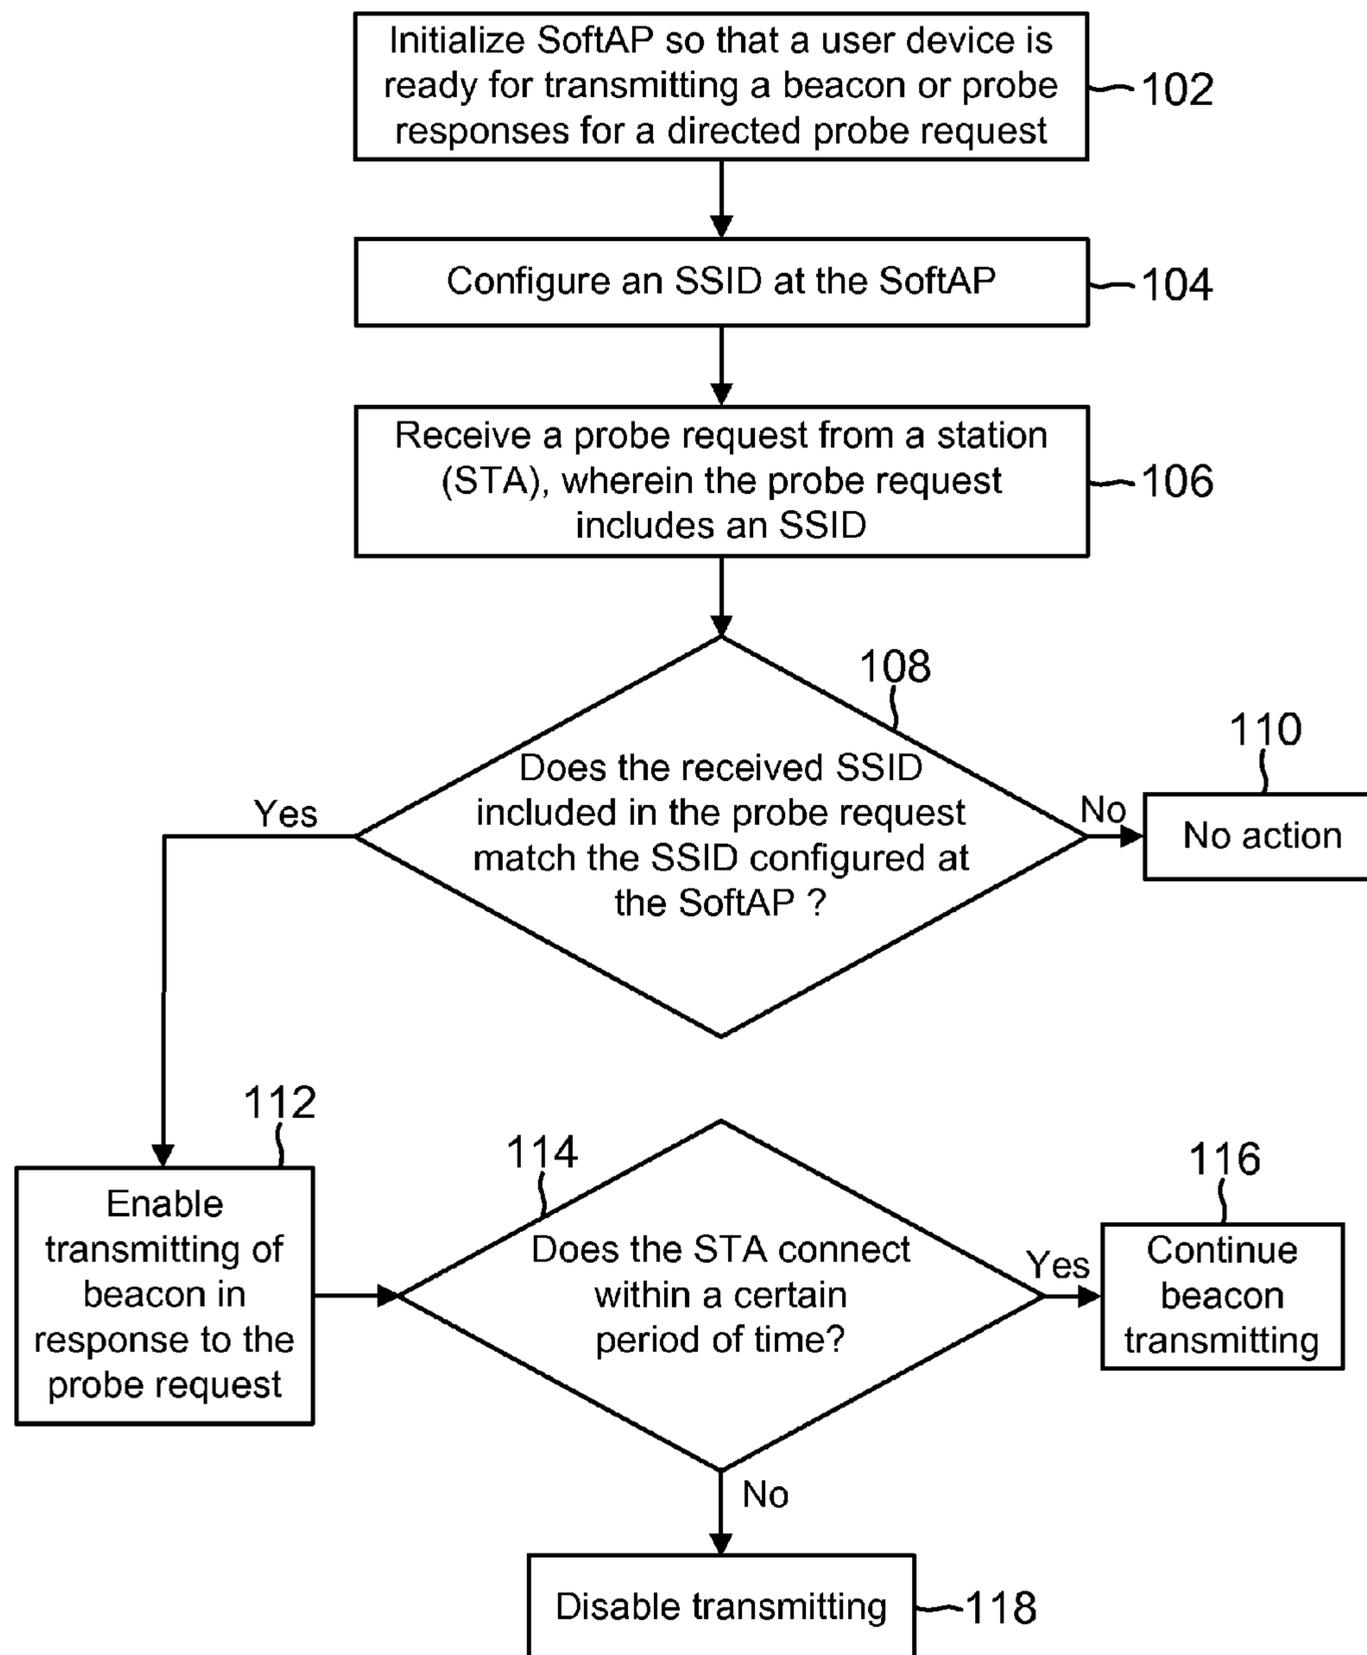 Initialize SoftAP so that a user device is
ready for transmitting a beacon or probe
responses for a directed probe request
102
Configure an SSID at the SoftAP
104
Receive a probe request from a station
(STA), wherein the probe request
includes an SSID
106
108
Does the received SSID
included in the probe request
match the SSID configured at
the SoftAP ?
Yes
No
110
No action
112
Enable
transmitting of
beacon in
response to the
probe request
114
Does the STA connect
within a certain
period of time?
Yes
116
Continue
beacon
transmitting
No
Disable transmitting
118